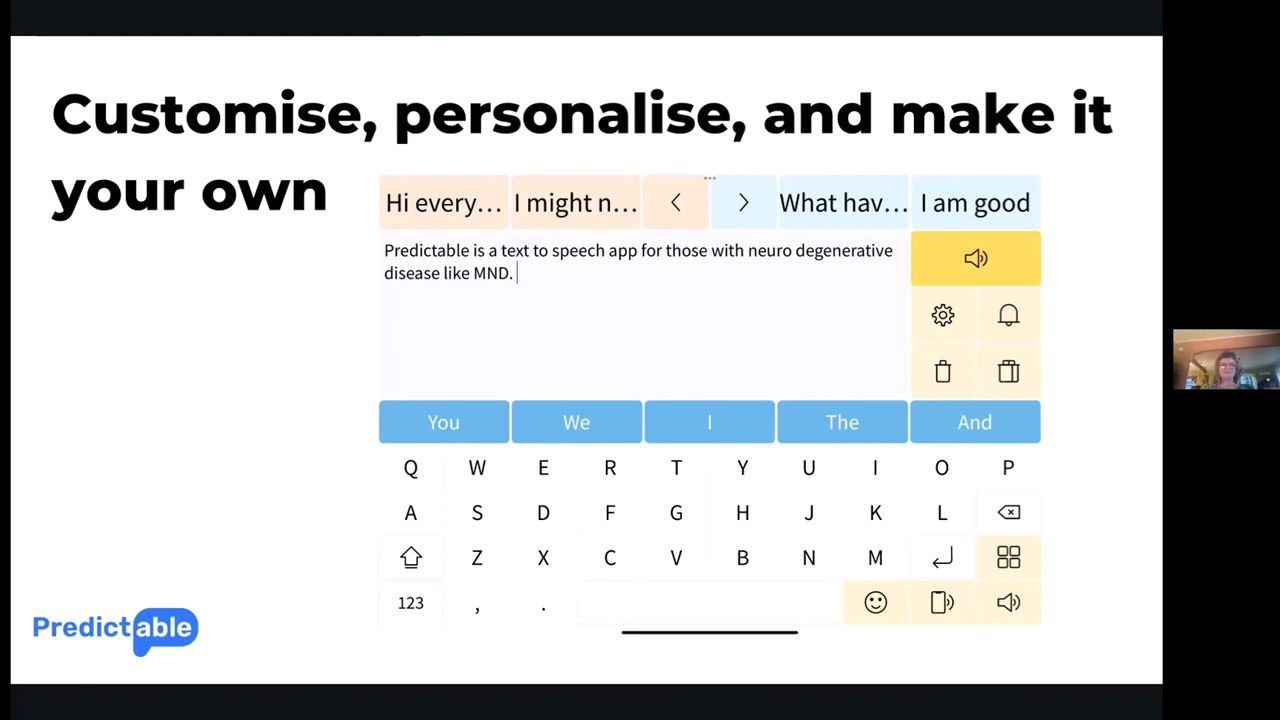 Customise, personalise, and make it
your own
Hi every... I might n... < > What hav... I am good
Predictable is a text to speech app for those with neuro degenerative
disease like MND.
You We I The And
Q W E R T Y U I O P
A S D F G H J K L
Z X C V B N M
123 , .
Predictable